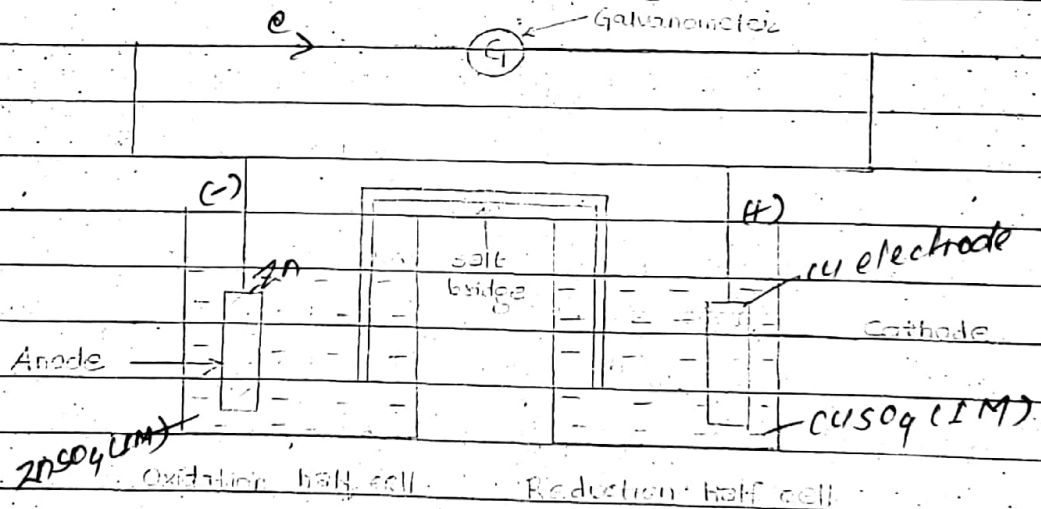 e
Galvanometer
G
(-)
(+)
Zn
salt
bridge
Cu electrode
Cathode
Anode
ZnSO4 (1M)
CuSO4 (1M)
Oxidation half cell
Reduction half cell